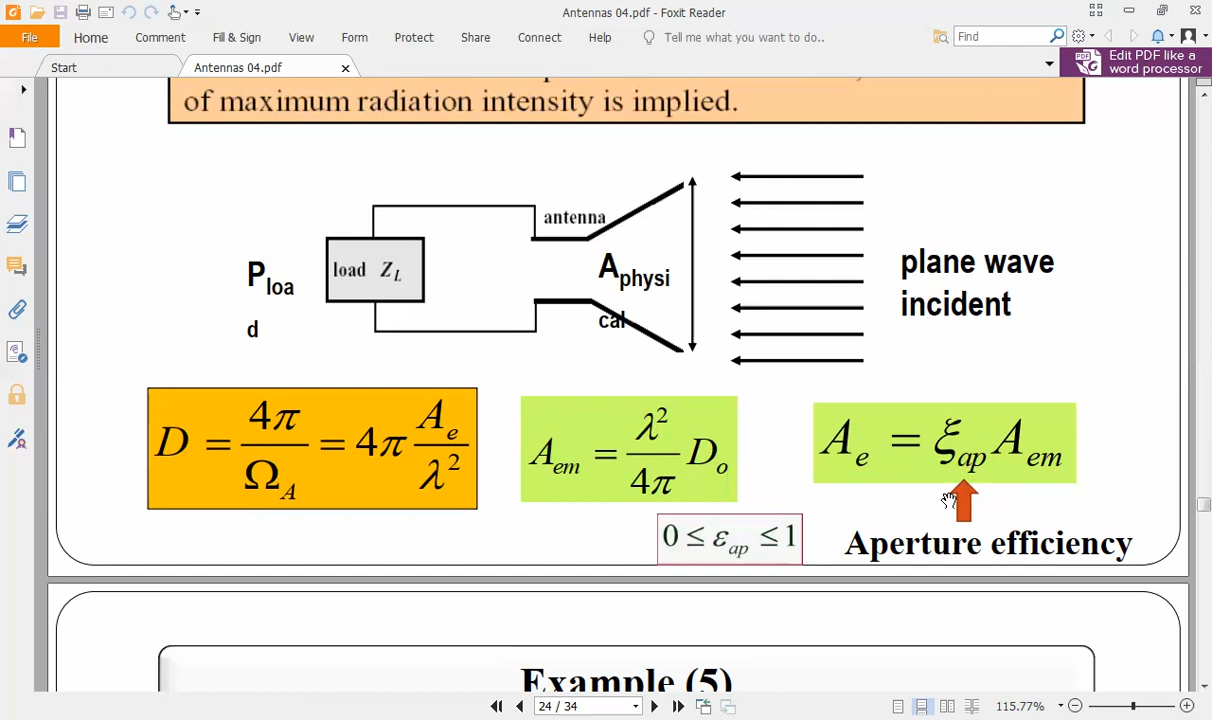 Antennas 04.pdf - Foxit Reader
File Home Comment Fill & Sign View Form Protect Share Connect Help Tell me what you want to do.. Find
Start Antennas 04.pdf Edit PDF like a
word processor
of maximum radiation intensity is implied.
antenna
load Z_L
P_loa
d
A_physi
cal
plane wave
incident
D = 4π / Ω_A = 4π A_e / λ²
A_em = λ² / 4π D_o
A_e = ξ_ap A_em
0 ≤ ε_ap ≤ 1
Aperture efficiency
Example (5)
24 / 34
115.77%